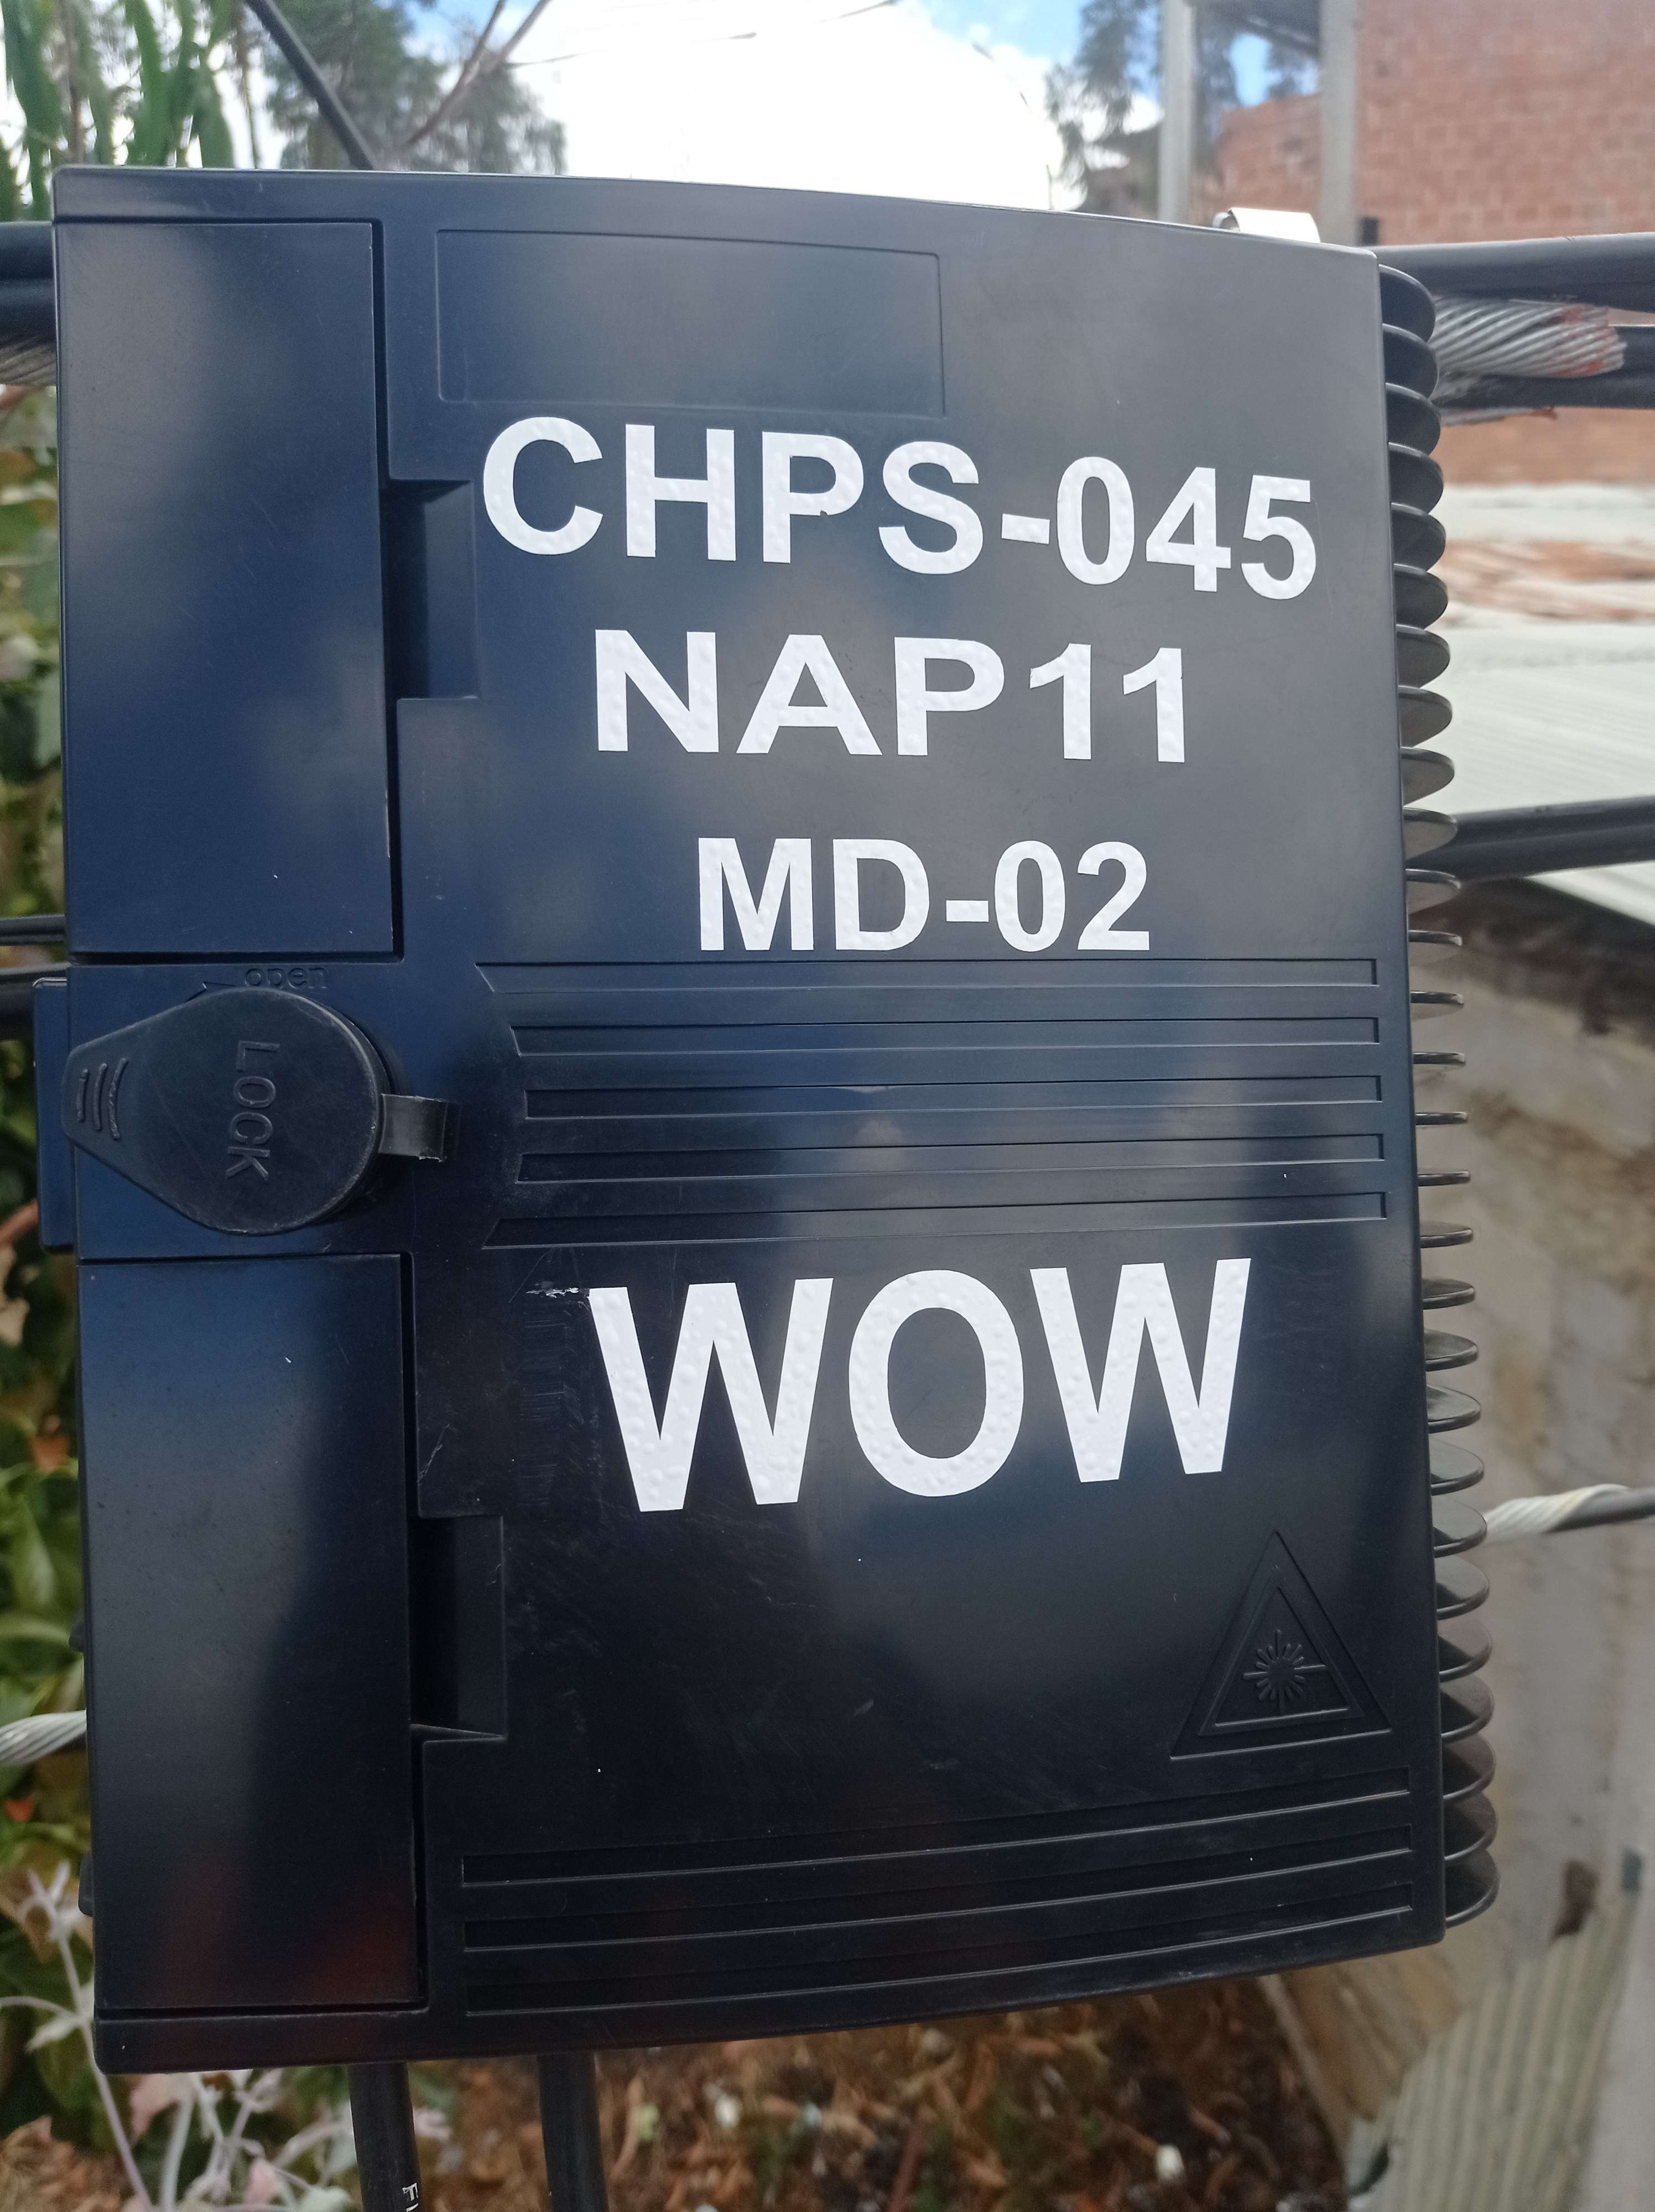 CHPS-045
NAP11
MD-02
open
LOCK
WOW